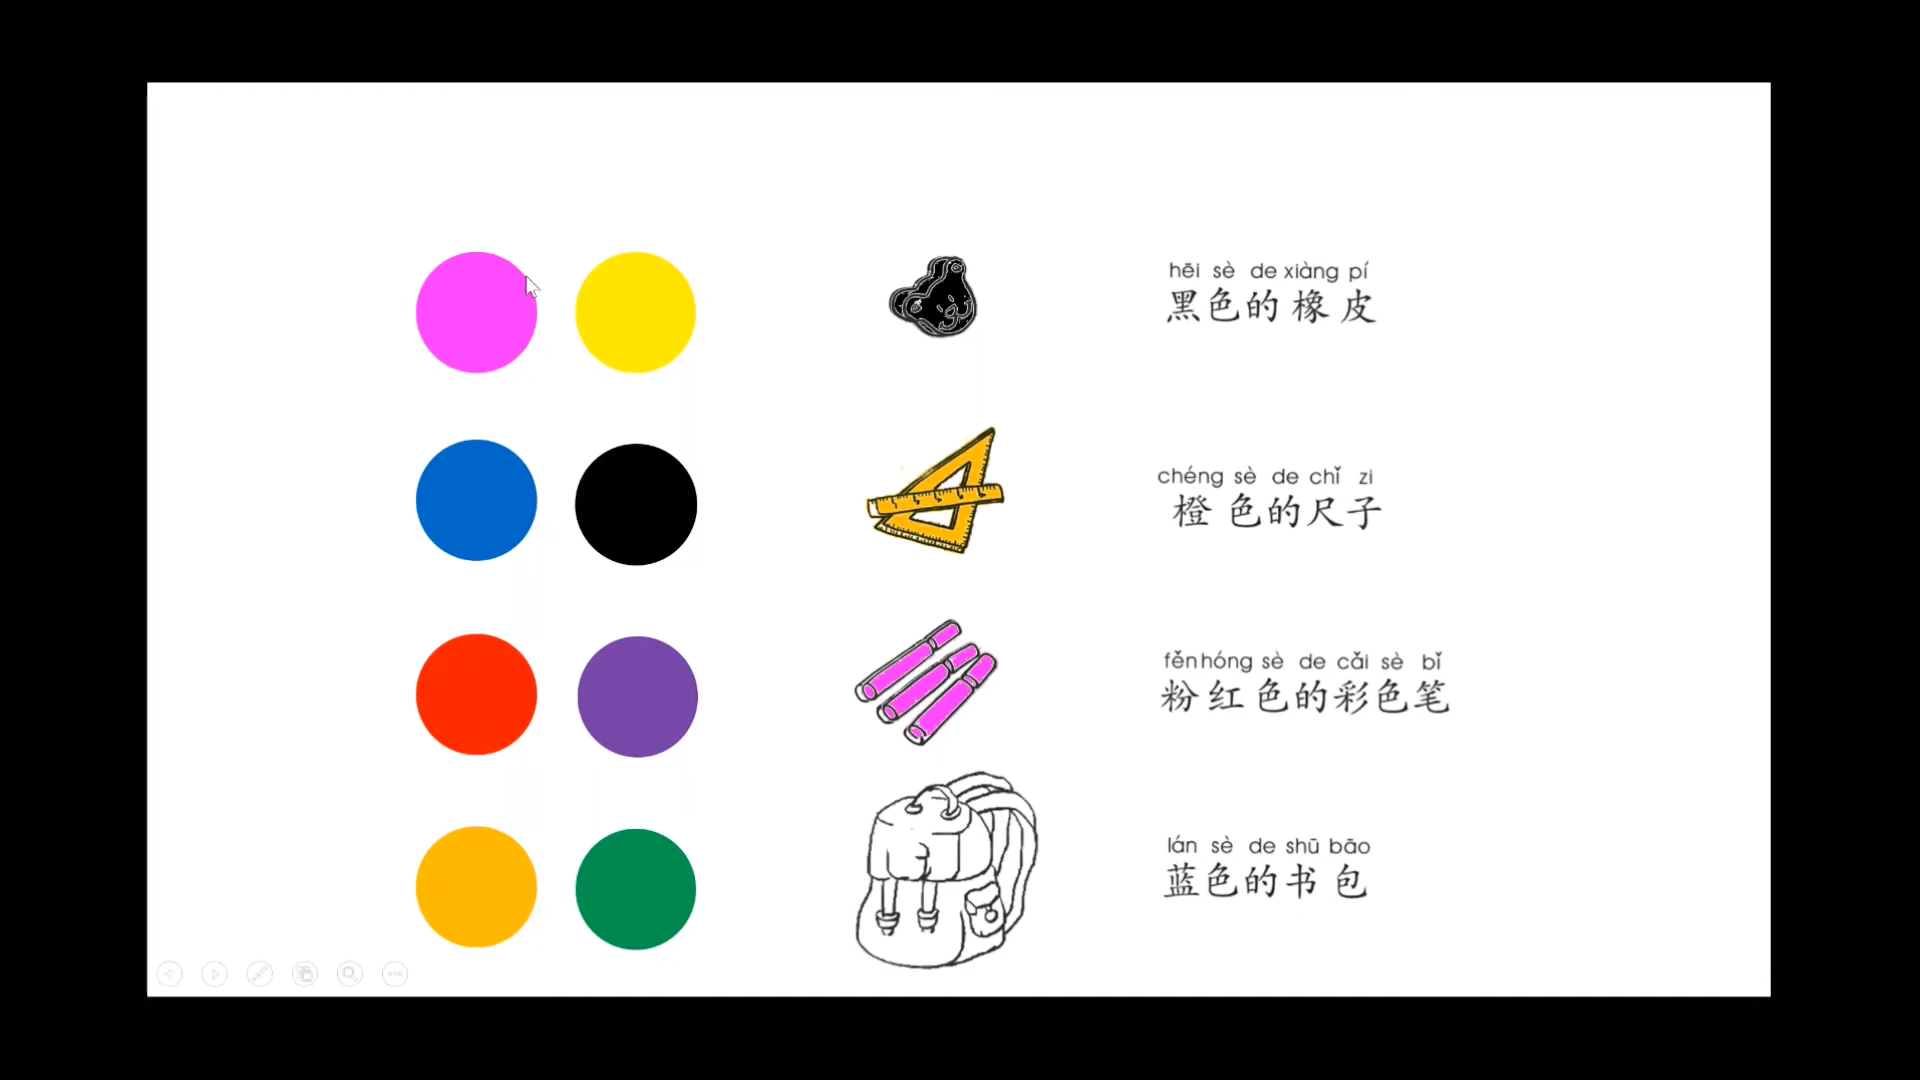 hēi sè de xiàng pí
黑色的橡皮
chéng sè de chǐ zi
橙色的尺子
fěn hóng sè de cǎi sè bǐ
粉红色的彩色笔
lán sè de shū bāo
蓝色的书包